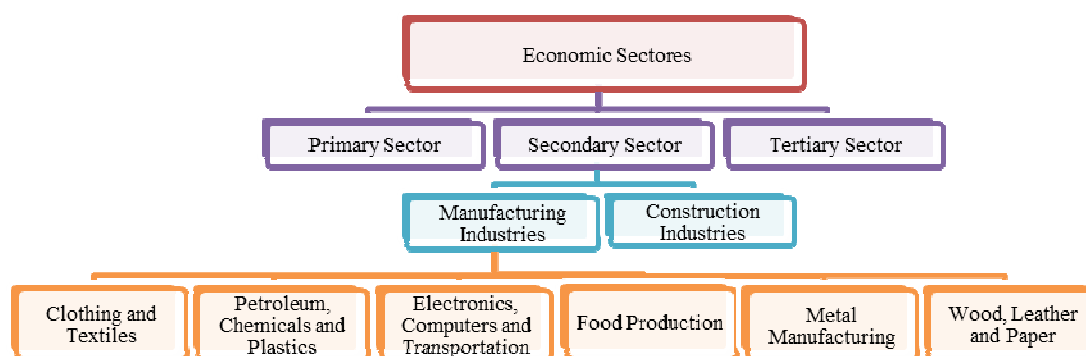 Economic Sectores
Primary Sector
Secondary Sector
Tertiary Sector
Manufacturing
Industries
Construction
Industries
Clothing and
Textiles
Petroleum,
Chemicals and
Plastics
Electronics,
Computers and
Transportation
Food Production
Metal
Manufacturing
Wood, Leather
and Paper